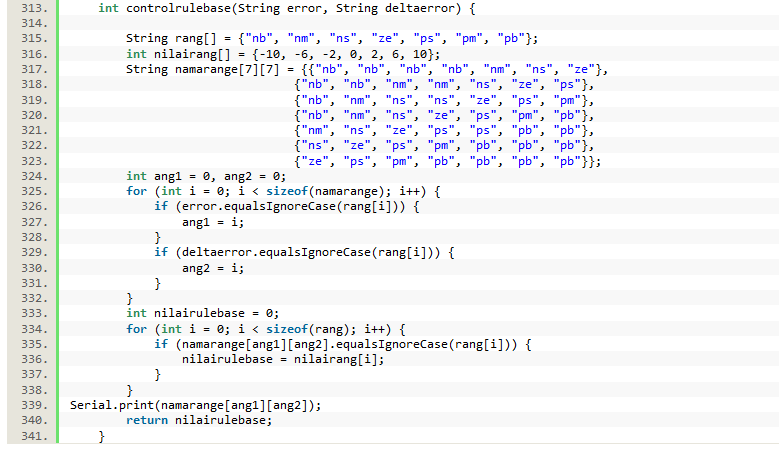 313. int controlrulebase(String error, String deltaerror) {
314.
315. String rang[] = {"nb", "nm", "ns", "ze", "ps", "pm", "pb"};
316. int nilairang[] = {-10, -6, -2, 0, 2, 6, 10};
317. String namarange[7][7] = {{"nb", "nb", "nb", "nb", "nm", "ns", "ze"},
318. {"nb", "nb", "nm", "nm", "ns", "ze", "ps"},
319. {"nb", "nm", "ns", "ns", "ze", "ps", "pm"},
320. {"nb", "nm", "ns", "ze", "ps", "pm", "pb"},
321. {"nm", "ns", "ze", "ps", "ps", "pb", "pb"},
322. {"ns", "ze", "ps", "pm", "pb", "pb", "pb"},
323. {"ze", "ps", "pm", "pb", "pb", "pb", "pb"}};
324. int ang1 = 0, ang2 = 0;
325. for (int i = 0; i < sizeof(namarange); i++) {
326. if (error.equalsIgnoreCase(rang[i])) {
327. ang1 = i;
328. }
329. if (deltaerror.equalsIgnoreCase(rang[i])) {
330. ang2 = i;
331. }
332. }
333. int nilairulebase = 0;
334. for (int i = 0; i < sizeof(rang); i++) {
335. if (namarange[ang1][ang2].equalsIgnoreCase(rang[i])) {
336. nilairulebase = nilairang[i];
337. }
338. }
339. Serial.print(namarange[ang1][ang2]);
340. return nilairulebase;
341. }